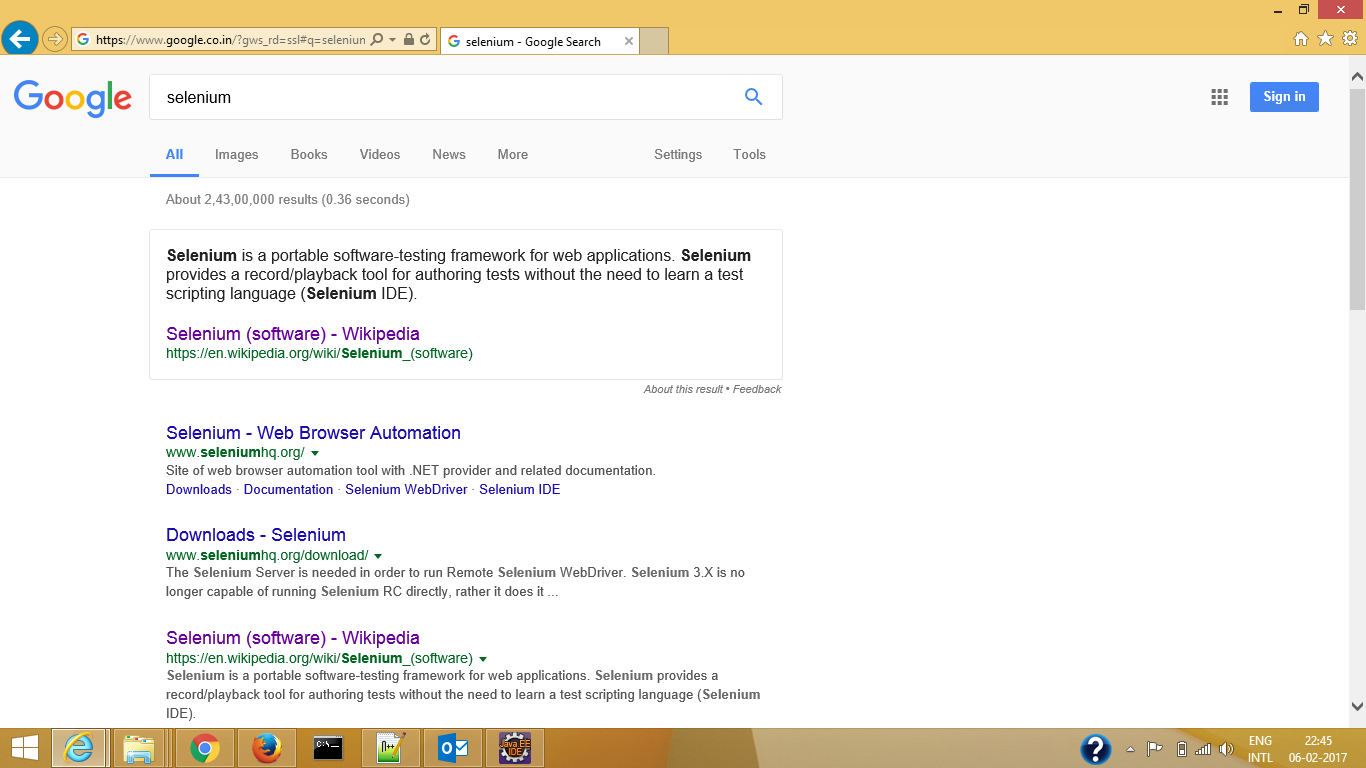 https://www.google.co.in/?gws_rd=ssl#q=seleniun
selenium - Google Search
Google
selenium
Sign in
All Images Books Videos News More Settings Tools
About 2,43,00,000 results (0.36 seconds)
Selenium is a portable software-testing framework for web applications. Selenium
provides a record/playback tool for authoring tests without the need to learn a test
scripting language (Selenium IDE).
Selenium (software) - Wikipedia
https://en.wikipedia.org/wiki/Selenium_(software)
About this result • Feedback
Selenium - Web Browser Automation
www.seleniumhq.org/
Site of web browser automation tool with .NET provider and related documentation.
Downloads · Documentation · Selenium WebDriver · Selenium IDE
Downloads - Selenium
www.seleniumhq.org/download/
The Selenium Server is needed in order to run Remote Selenium WebDriver. Selenium 3.X is no
longer capable of running Selenium RC directly, rather it does it ...
Selenium (software) - Wikipedia
https://en.wikipedia.org/wiki/Selenium_(software)
Selenium is a portable software-testing framework for web applications. Selenium provides a
record/playback tool for authoring tests without the need to learn a test scripting language (Selenium
IDE).
Java EE
IDE
ENG
INTL
22:45
06-02-2017